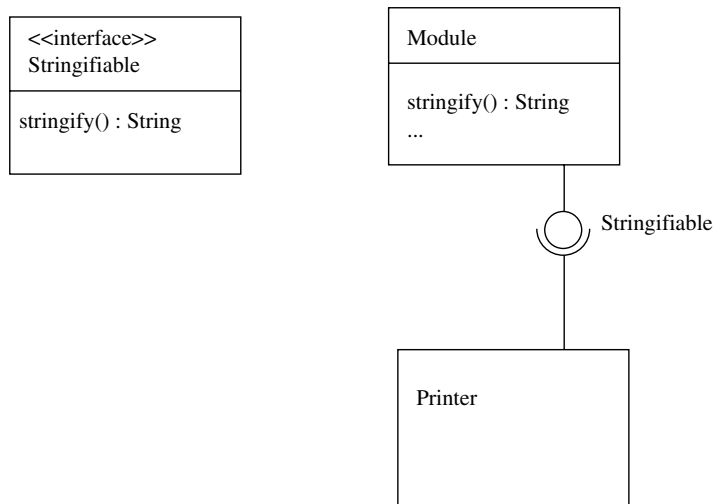 <<interface>>
Stringifiable
stringify() : String
Module
stringify() : String
...
Stringifiable
Printer